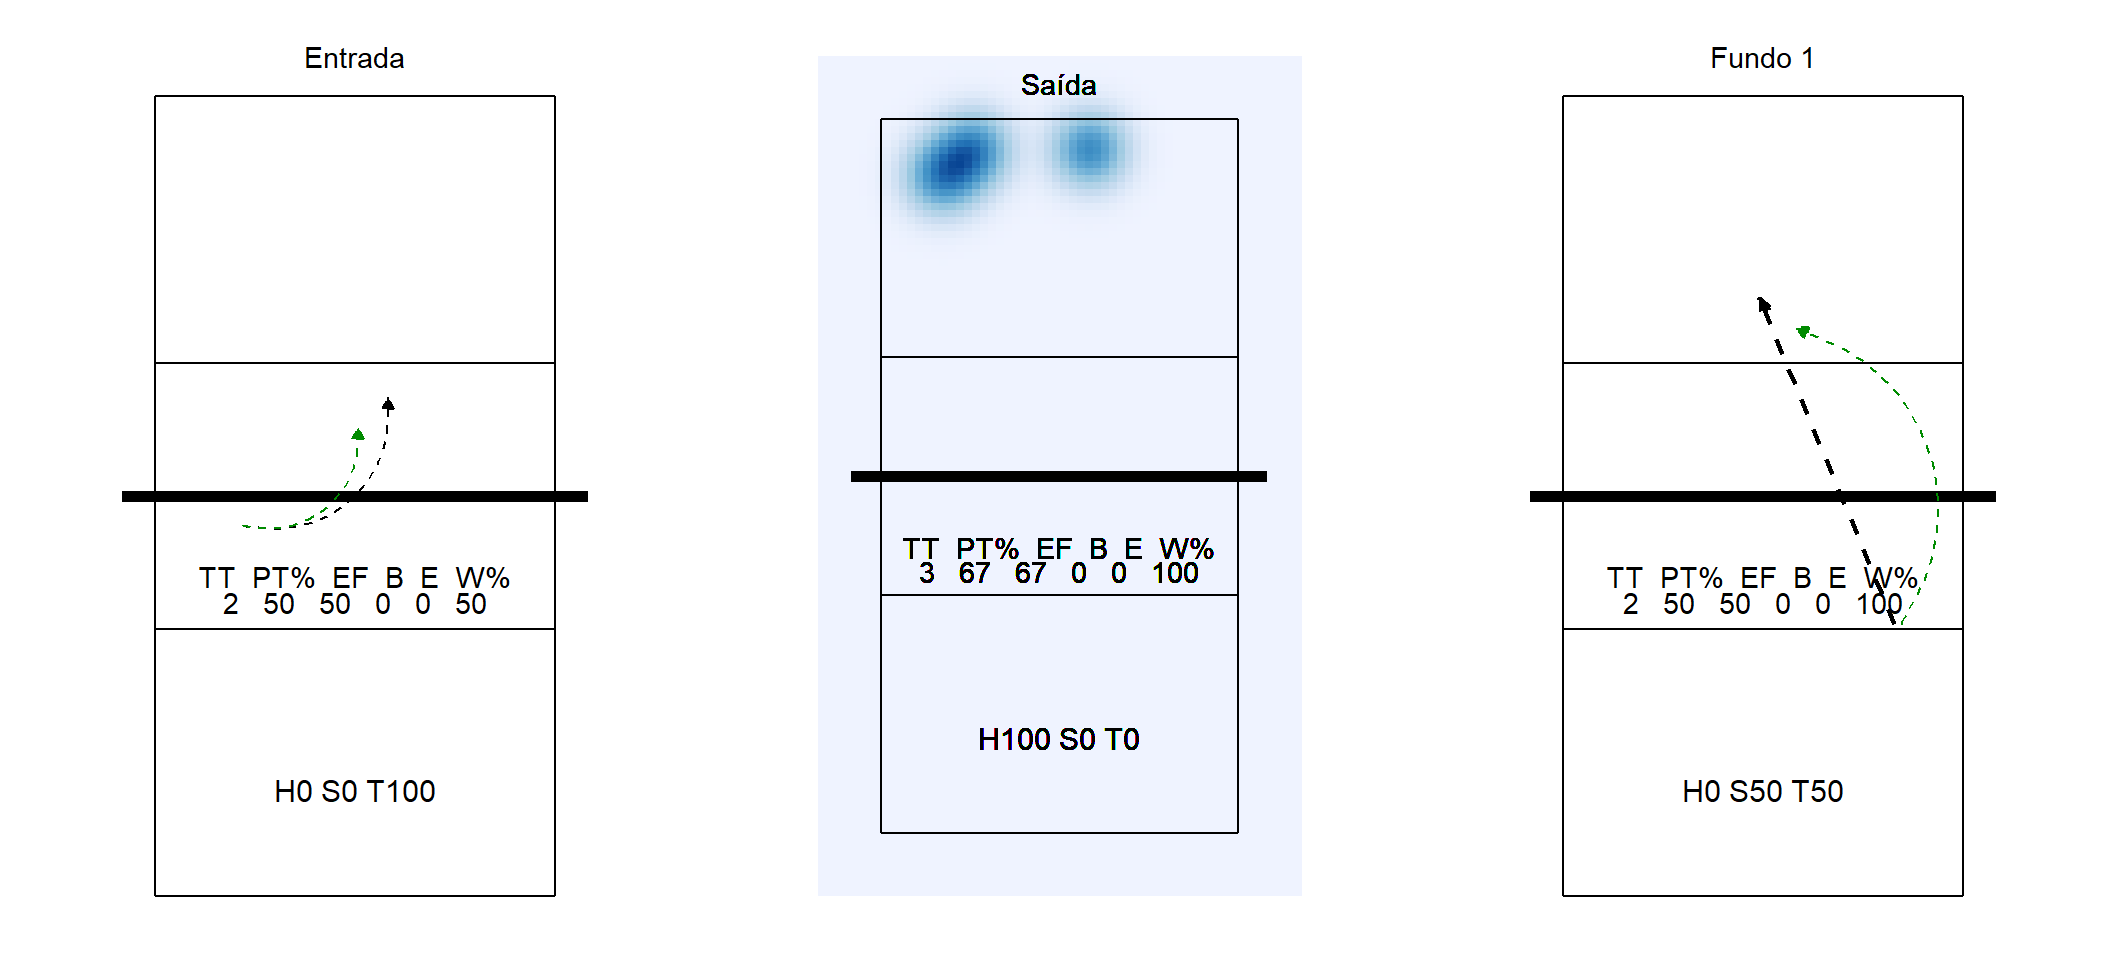 Entrada
TT PT% EF B E W%
2 50 50 0 0 50
H0 S0 T100
Saída
TT PT% EF B E W%
3 67 67 0 0 100
H100 S0 T0
Fundo 1
TT PT% EF B E W%
2 50 50 0 0 100
H0 S50 T50